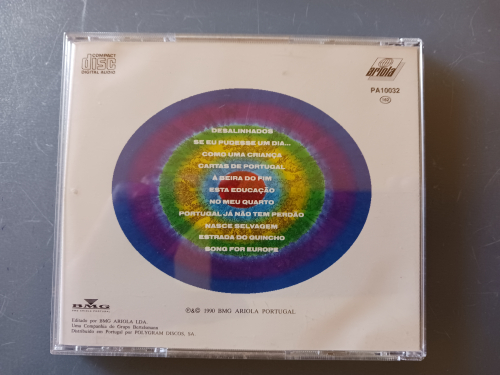 COMPACT
disc
DIGITAL AUDIO
ariola
PA10032
DESALINHADOS
SE EU PUDESSE UM DIA...
COMO UMA CRIANÇA
CARTAS DE PORTUGAL
À BEIRA DO FIM
ESTA EDUCAÇÃO
NO MEU QUARTO
PORTUGAL JÁ NÃO TEM PERDÃO
NASCE SELVAGEM
ESTRADA DO GUINCHO
SONG FOR EUROPE
℗&© 1990 BMG ARIOLA PORTUGAL
BMG
Editado por BMG ARIOLA LDA.
Uma Companhia do Grupo Bertelsmann
Distribuído em Portugal por POLYGRAM DISCOS, SA.